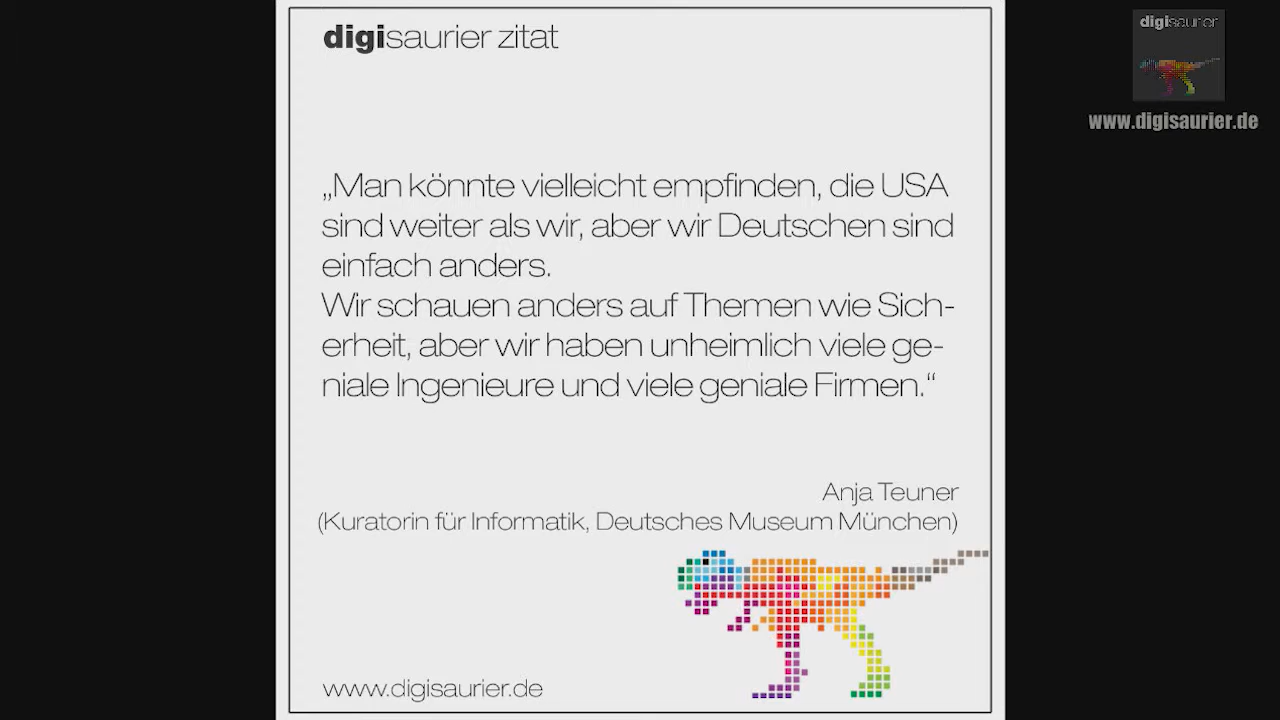 digisaurier zitat
„Man könnte vielleicht empfinden, die USA
sind weiter als wir, aber wir Deutschen sind
einfach anders.
Wir schauen anders auf Themen wie Sich-
erheit, aber wir haben unheimlich viele ge-
niale Ingenieure und viele geniale Firmen.“
Anja Teuner
(Kuratorin für Informatik, Deutsches Museum München)
www.digisaurier.de
digisaurier
www.digisaurier.de